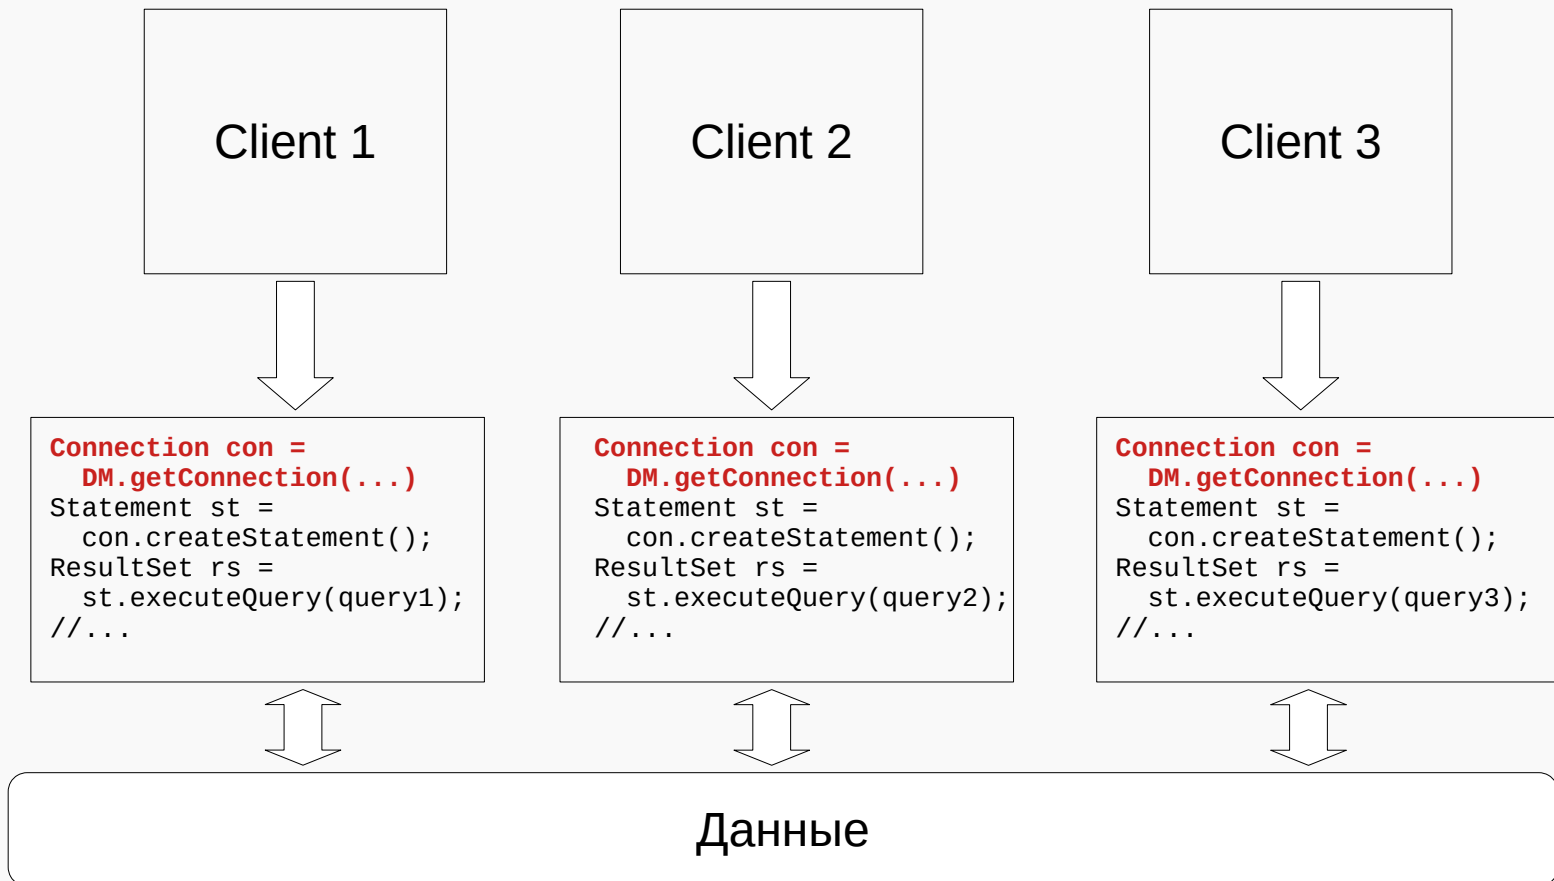 Client 1
Client 2
Client 3
Connection con =
  DM.getConnection(...)
Statement st =
  con.createStatement();
ResultSet rs =
  st.executeQuery(query1);
//...
Connection con =
  DM.getConnection(...)
Statement st =
  con.createStatement();
ResultSet rs =
  st.executeQuery(query2);
//...
Connection con =
  DM.getConnection(...)
Statement st =
  con.createStatement();
ResultSet rs =
  st.executeQuery(query3);
//...
Данные